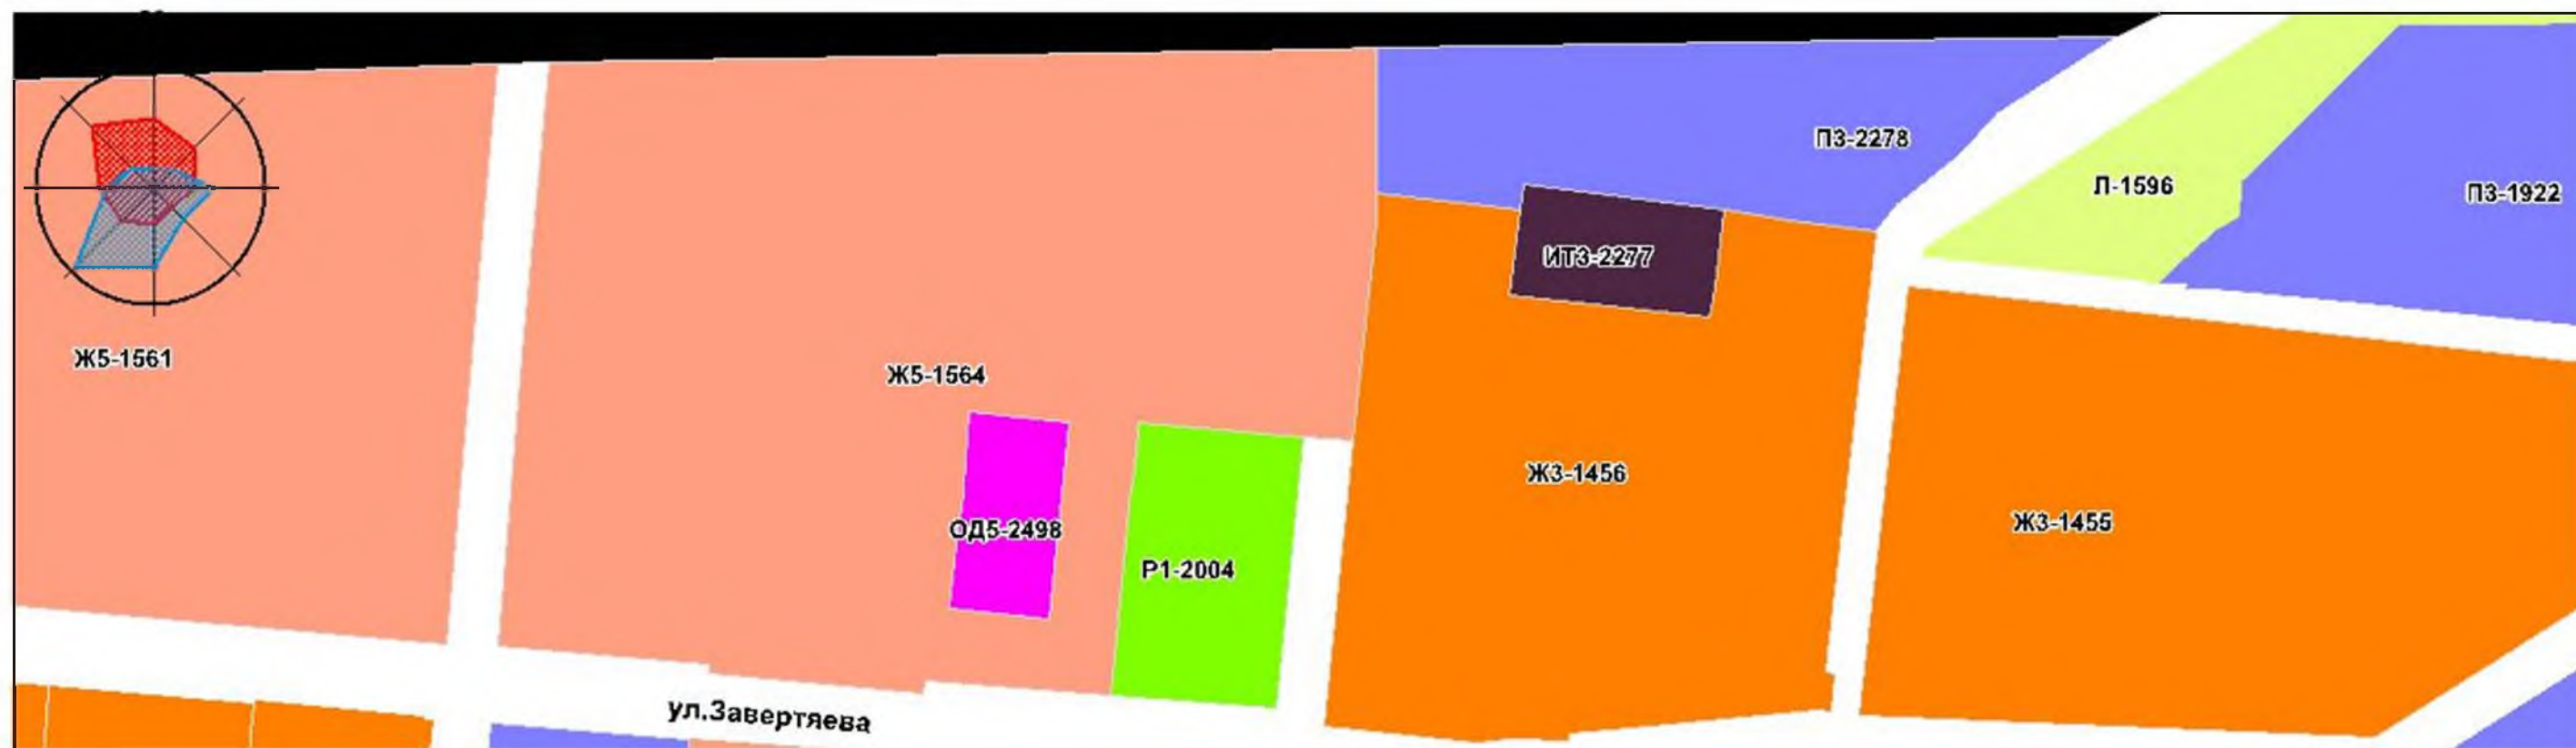 П3-2278
Л-1596
П3-1922
ИТ3-2277
Ж5-1561
Ж5-1564
Ж3-1456
Ж3-1455
ОД5-2498
Р1-2004
ул.Завертяева